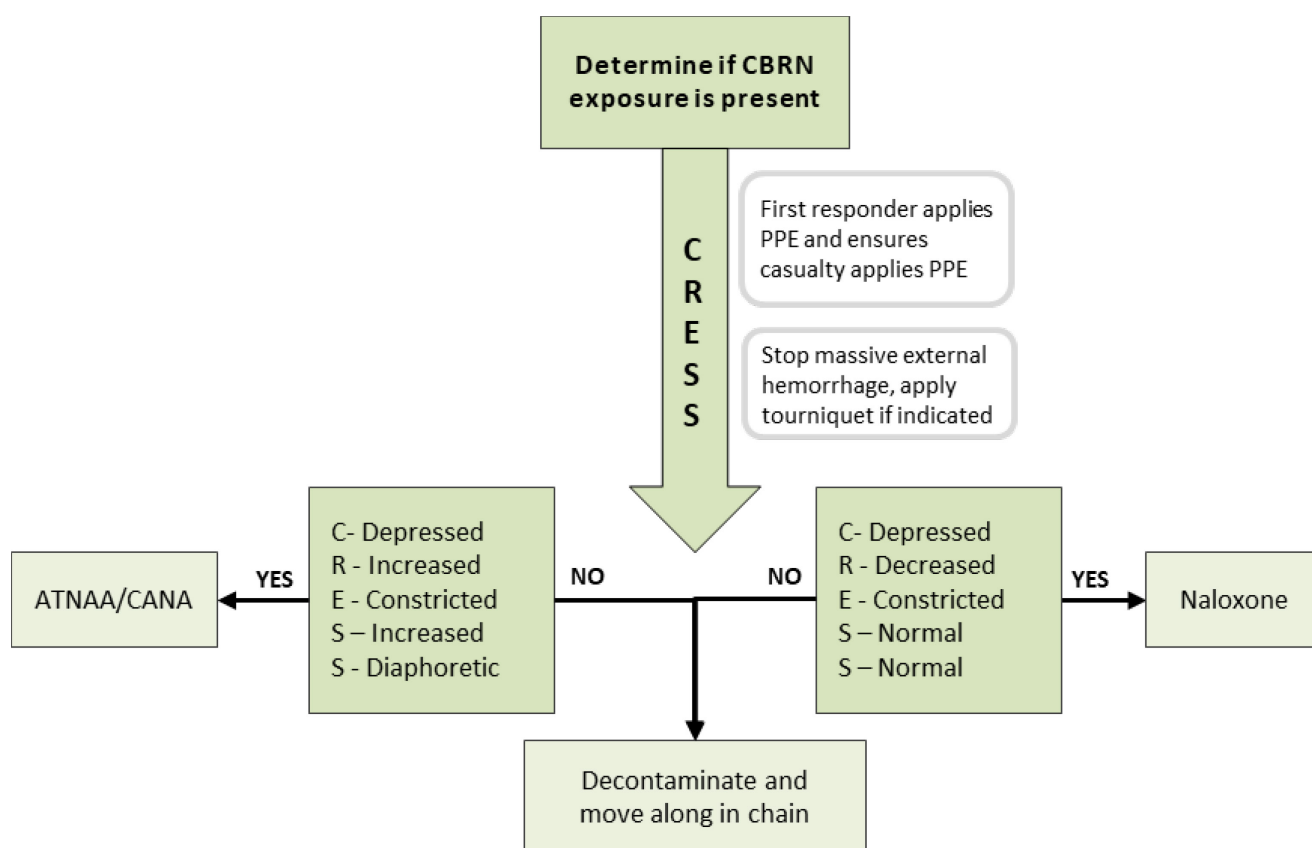 Determine if CBRN
exposure is present
First responder applies
PPE and ensures
casualty applies PPE
C
R
E
S
S
Stop massive external
hemorrhage, apply
tourniquet if indicated
ATNAA/CANA
YES
C- Depressed
R - Increased
E - Constricted
S – Increased
S - Diaphoretic
NO
NO
C- Depressed
R - Decreased
E - Constricted
S – Normal
S – Normal
YES
Naloxone
Decontaminate and
move along in chain